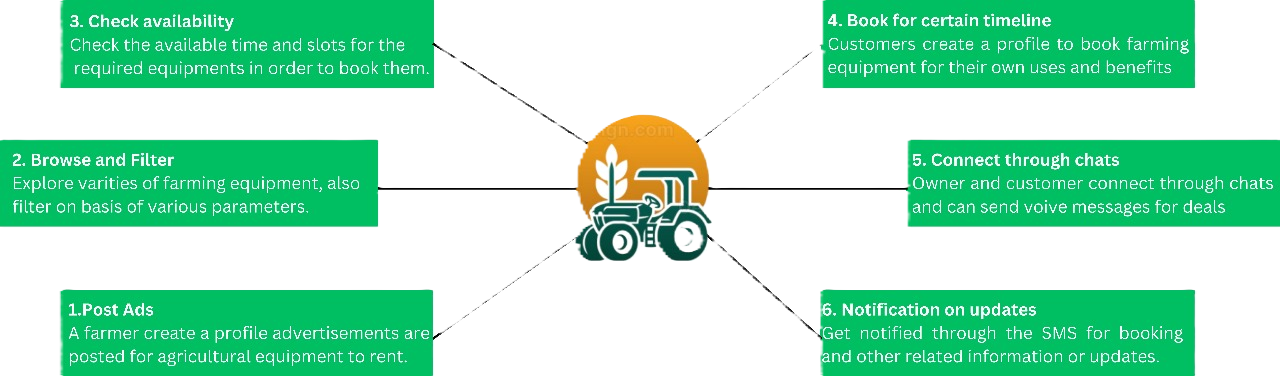 3. Check availability
Check the available time and slots for the
required equipments in order to book them.
4. Book for certain timeline
Customers create a profile to book farming
equipment for their own uses and benefits
2. Browse and Filter
Explore varities of farming equipment, also
filter on basis of various parameters.
5. Connect through chats
Owner and customer connect through chats
and can send voive messages for deals
1.Post Ads
A farmer create a profile advertisements are
posted for agricultural equipment to rent.
6. Notification on updates
Get notified through the SMS for booking
and other related information or updates.